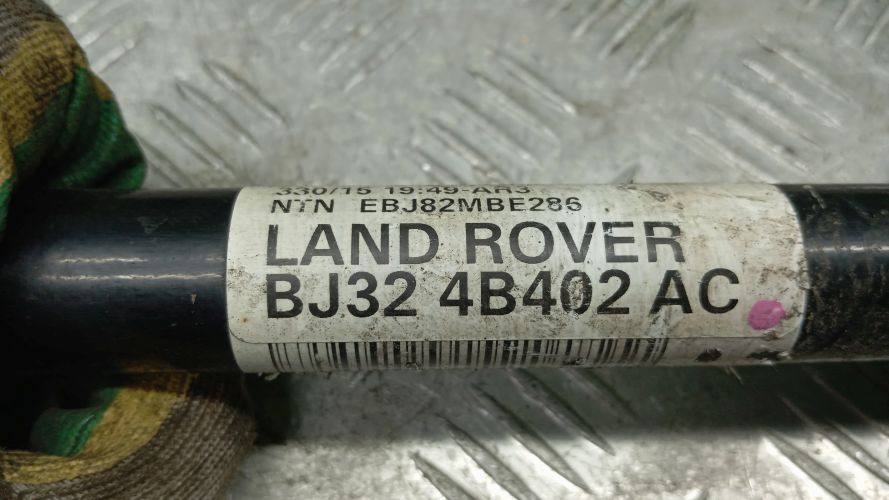 330/15 19:49-AR3
NTN EBJ82MBE286
LAND ROVER
BJ32 4B402 AC